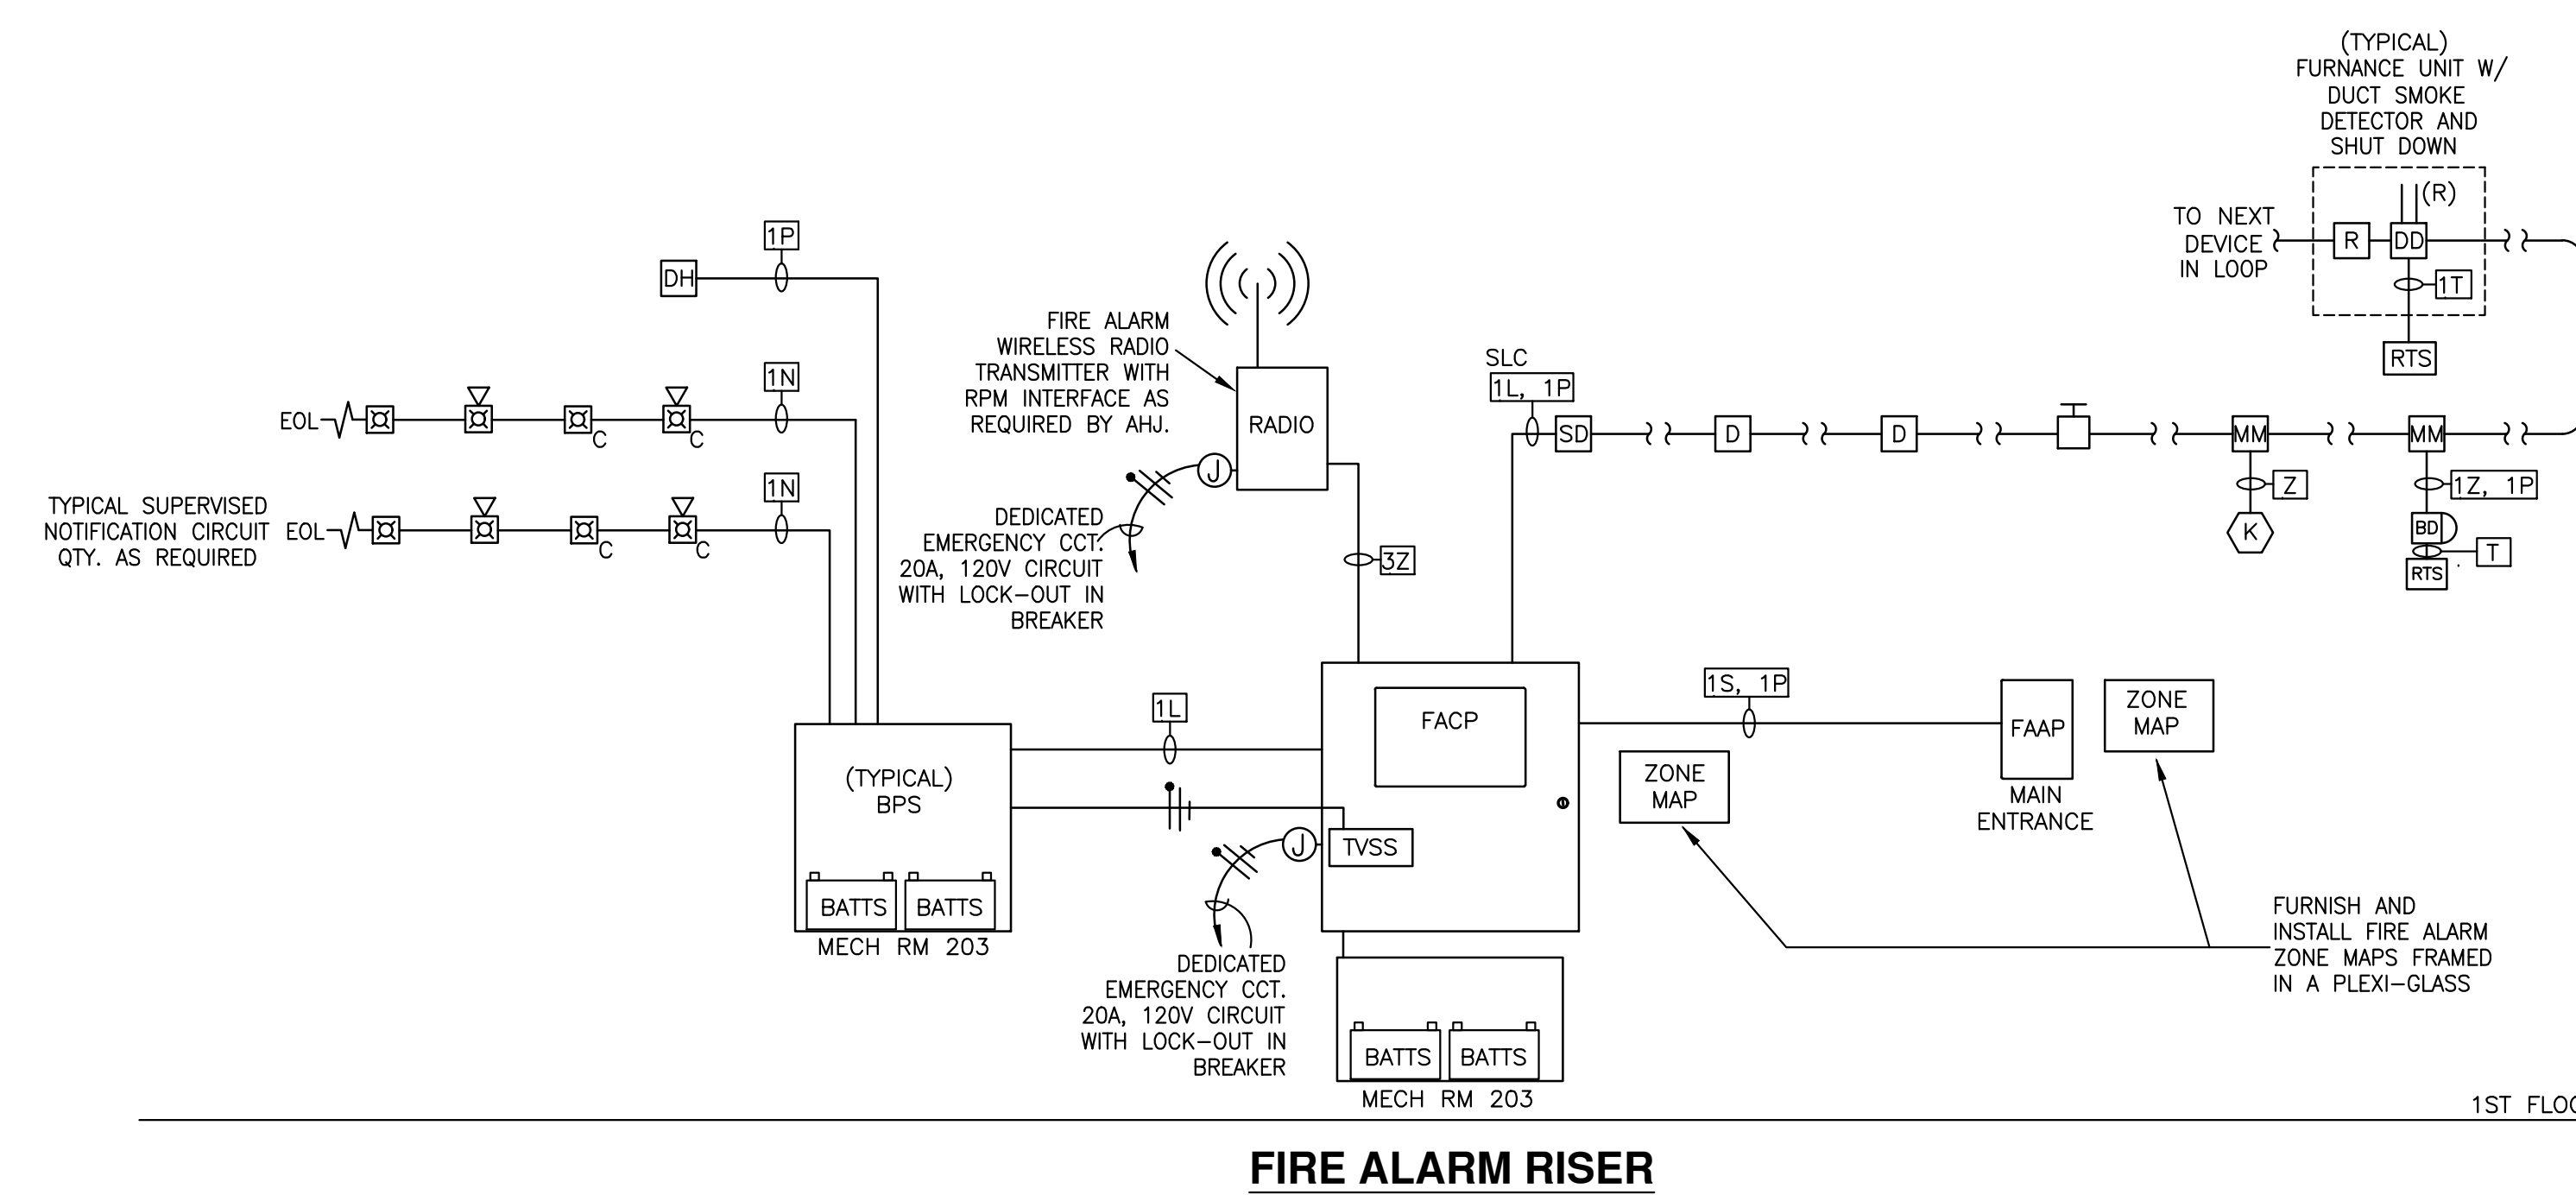 (TYPICAL)
FURNANCE UNIT W/
DUCT SMOKE
DETECTOR AND
SHUT DOWN
(R)
TO NEXT
DEVICE
IN LOOP
R
DD
1T
RTS
1P
DH
1N
EOL
C
C
1N
TYPICAL SUPERVISED
NOTIFICATION CIRCUIT
QTY. AS REQUIRED
EOL
C
C
FIRE ALARM
WIRELESS RADIO
TRANSMITTER WITH
RPM INTERFACE AS
REQUIRED BY AHJ.
RADIO
J
DEDICATED
EMERGENCY CCT.
20A, 120V CIRCUIT
WITH LOCK-OUT IN
BREAKER
3Z
SLC
1L, 1P
SD
D
D
MM
MM
Z
K
1Z, 1P
BD
T
RTS
1L
(TYPICAL)
BPS
BATTS
BATTS
MECH RM 203
FACP
TVSS
J
DEDICATED
EMERGENCY CCT.
20A, 120V CIRCUIT
WITH LOCK-OUT IN
BREAKER
BATTS
BATTS
MECH RM 203
1S, 1P
FAAP
MAIN
ENTRANCE
ZONE
MAP
ZONE
MAP
FURNISH AND
INSTALL FIRE ALARM
ZONE MAPS FRAMED
IN A PLEXI-GLASS
1ST
FIRE ALARM RISER